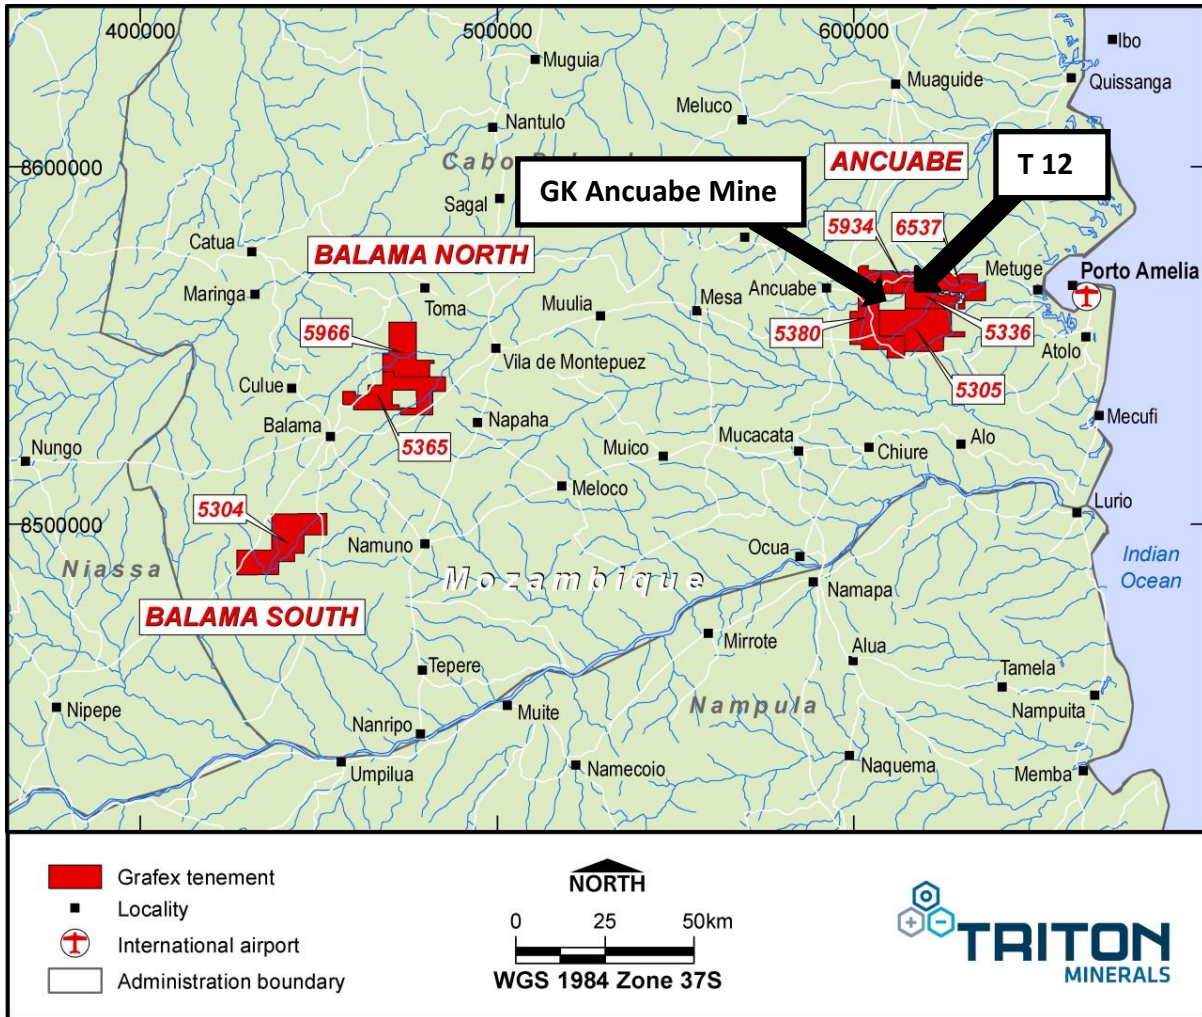 400000
500000
600000
Ibo
Muguia
Quissanga
Muaguide
Meluco
Nantulo
Cabo
8600000
ANCUABE
T 12
GK Ancuabe Mine
Sagal
5934
6537
Catua
BALAMA NORTH
Metuge
Porto Amelia
Maringa
Toma
Ancuabe
Mesa
Muulia
5966
5380
5336
Atolo
Vila de Montepuez
Culue
5305
Mecufi
Balama
Napaha
5365
Mucacata
Chiure
Alo
Nungo
Muico
Meloco
5304
Lurio
8500000
Namuno
Ocua
Indian
Ocean
Niassa
Mozambique
Namapa
BALAMA SOUTH
Mirrote
Alua
Tepere
Tamela
Nipepe
Muite
Nampula
Nampuita
Nanripo
Umpilua
Namecoio
Naquema
Memba
Grafex tenement
Locality
International airport
Administration boundary
NORTH
0 25 50km
WGS 1984 Zone 37S
TRITON
MINERALS